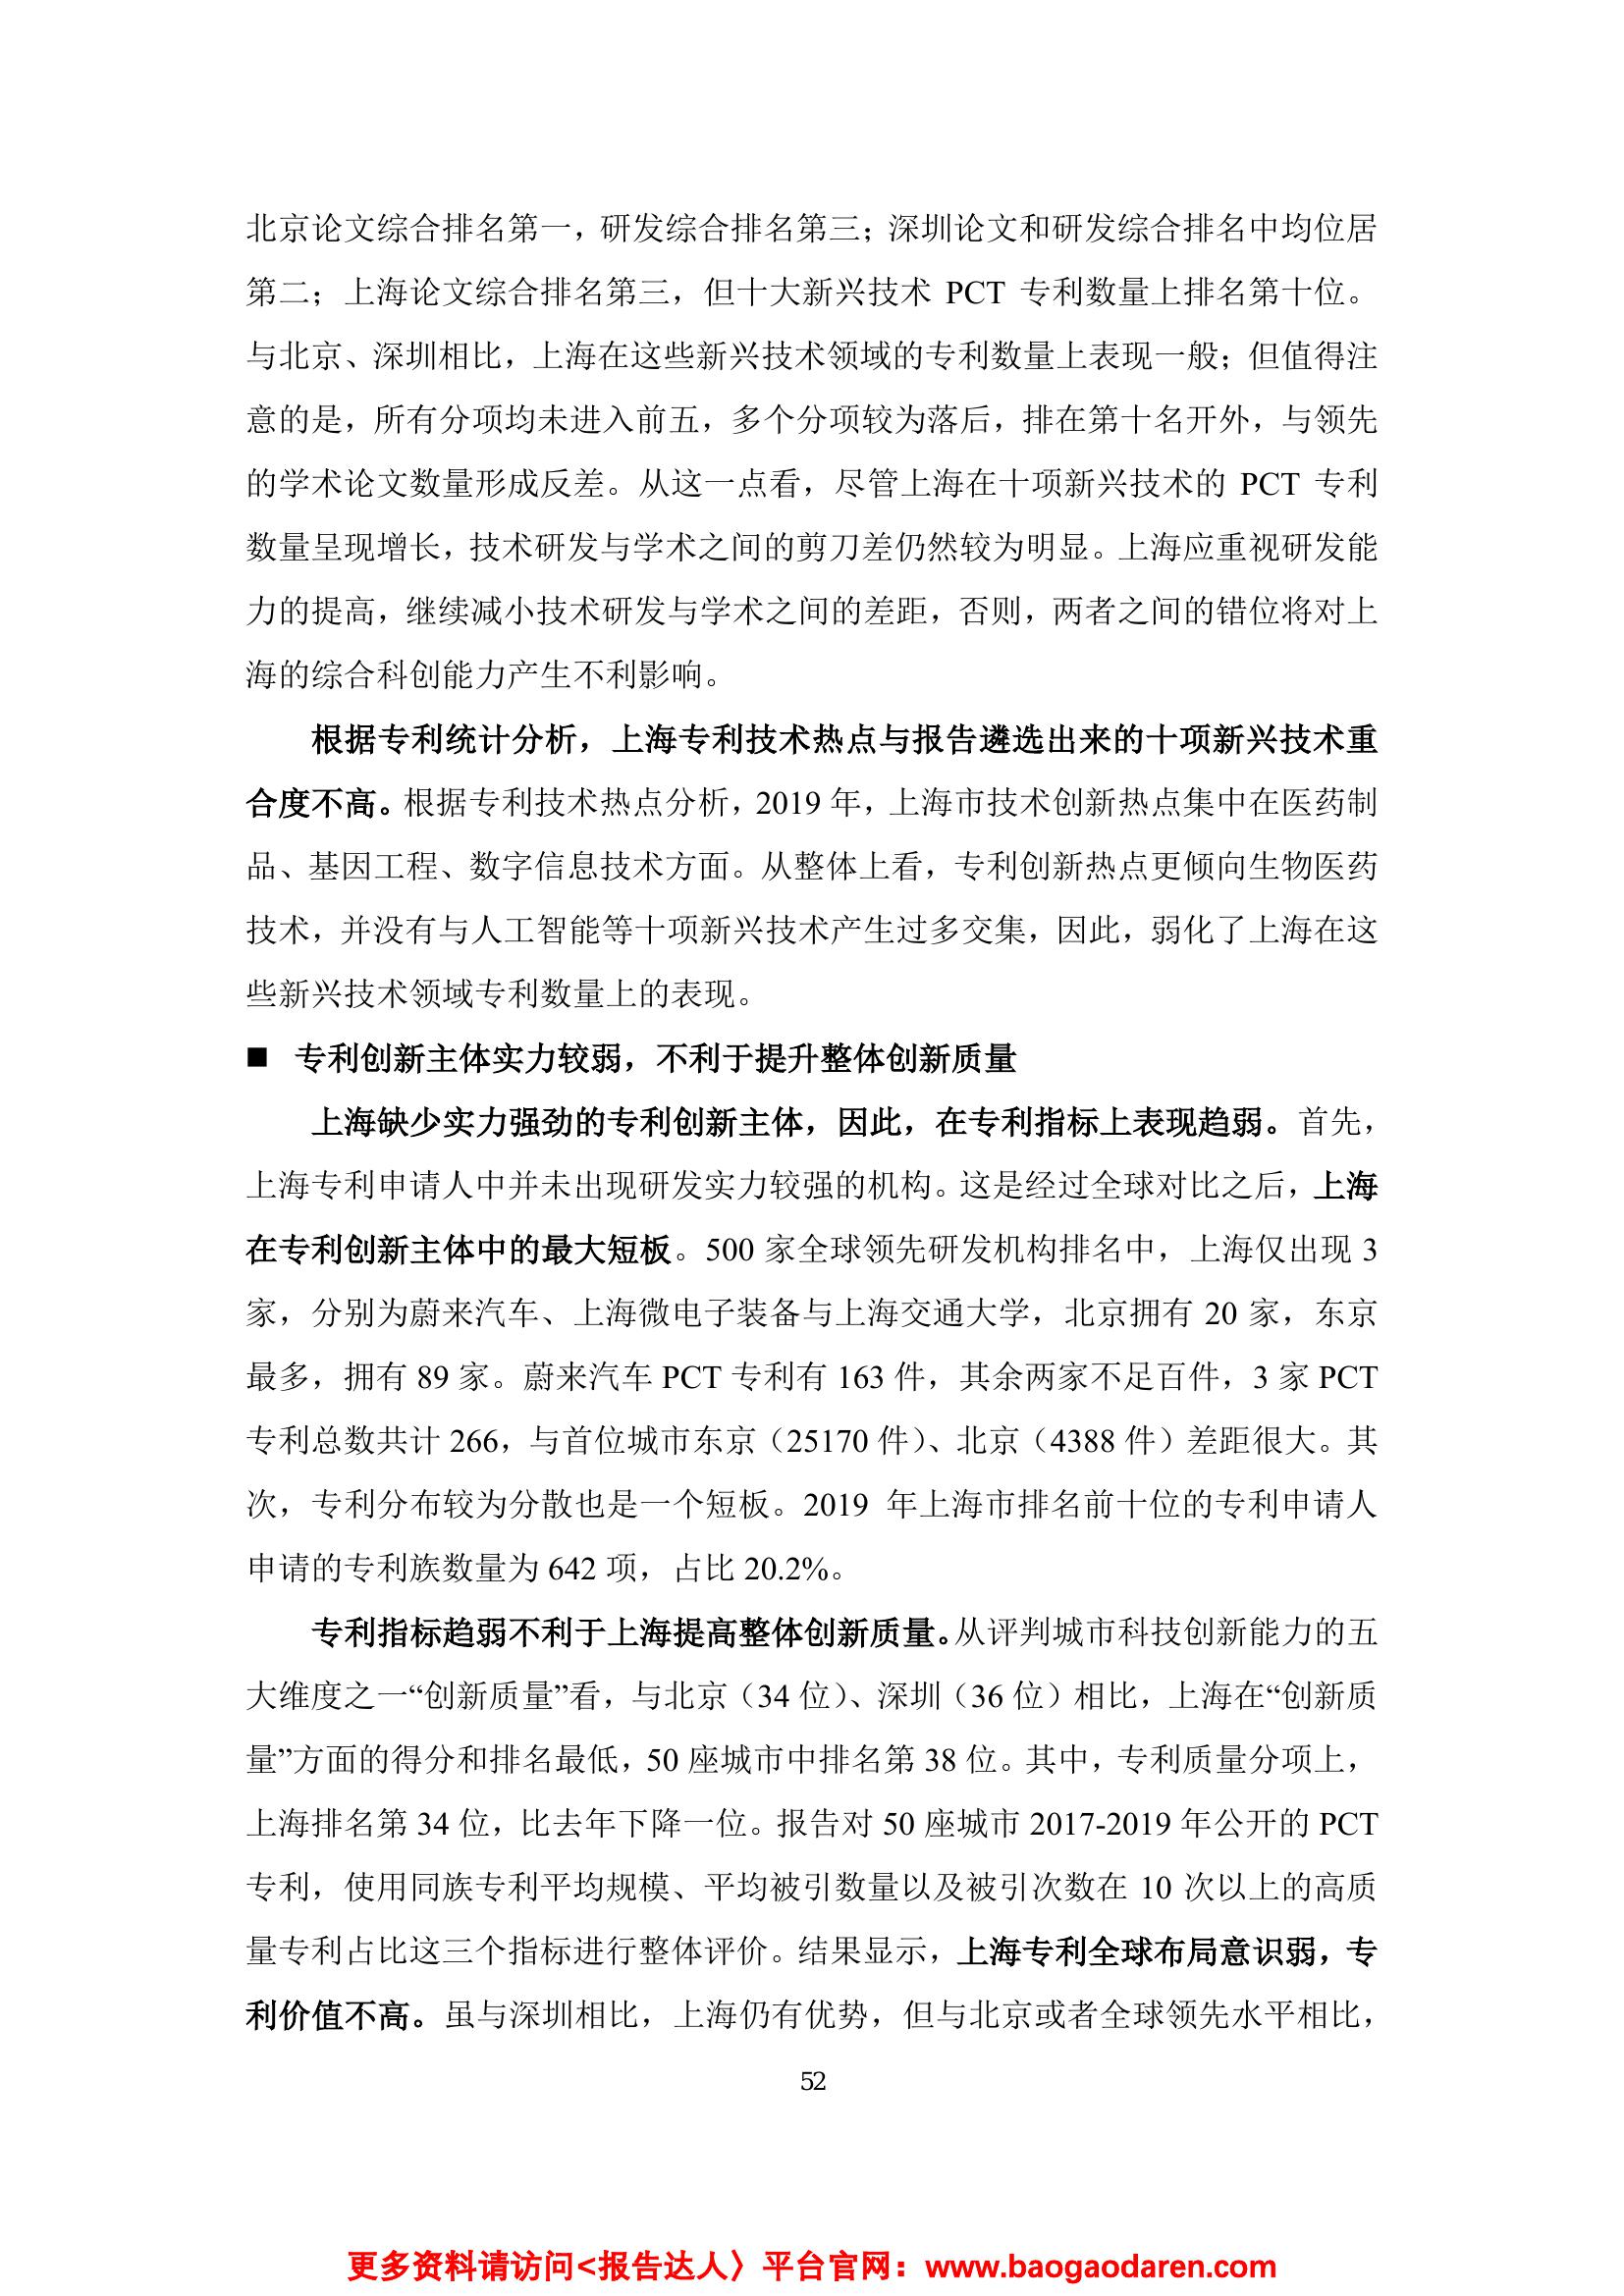 北京论文综合排名第一，研发综合排名第三；深圳论文和研发综合排名中均位居
第二；上海论文综合排名第三，但十大新兴技术 PCT 专利数量上排名第十位。
与北京、深圳相比，上海在这些新兴技术领域的专利数量上表现一般；但值得注
意的是，所有分项均未进入前五，多个分项较为落后，排在第十名开外，与领先
的学术论文数量形成反差。从这一点看，尽管上海在十项新兴技术的 PCT 专利
数量呈现增长，技术研发与学术之间的剪刀差仍然较为明显。上海应重视研发能
力的提高，继续减小技术研发与学术之间的差距，否则，两者之间的错位将对上
海的综合科创能力产生不利影响。
根据专利统计分析，上海专利技术热点与报告遴选出来的十项新兴技术重
合度不高。根据专利技术热点分析，2019 年，上海市技术创新热点集中在医药制
品、基因工程、数字信息技术方面。从整体上看，专利创新热点更倾向生物医药
技术，并没有与人工智能等十项新兴技术产生过多交集，因此，弱化了上海在这
些新兴技术领域专利数量上的表现。
■ 专利创新主体实力较弱，不利于提升整体创新质量
上海缺少实力强劲的专利创新主体，因此，在专利指标上表现趋弱。首先，
上海专利申请人中并未出现研发实力较强的机构。这是经过全球对比之后，上海
在专利创新主体中的最大短板。500 家全球领先研发机构排名中，上海仅出现 3
家，分别为蔚来汽车、上海微电子装备与上海交通大学，北京拥有 20 家，东京
最多，拥有 89 家。蔚来汽车 PCT 专利有 163 件，其余两家不足百件，3 家 PCT
专利总数共计 266，与首位城市东京（25170 件）、北京（4388 件）差距很大。其
次，专利分布较为分散也是一个短板。2019 年上海市排名前十位的专利申请人
申请的专利族数量为 642 项，占比 20.2%。
专利指标趋弱不利于上海提高整体创新质量。从评判城市科技创新能力的五
大维度之一“创新质量”看，与北京（34 位）、深圳（36 位）相比，上海在“创新质
量”方面的得分和排名最低，50 座城市中排名第 38 位。其中，专利质量分项上，
上海排名第 34 位，比去年下降一位。报告对 50 座城市 2017-2019 年公开的 PCT
专利，使用同族专利平均规模、平均被引数量以及被引次数在 10 次以上的高质
量专利占比这三个指标进行整体评价。结果显示，上海专利全球布局意识弱，专
利价值不高。虽与深圳相比，上海仍有优势，但与北京或者全球领先水平相比，
52
更多资料请访问<报告达人〉平台官网：www.baogaodaren.com